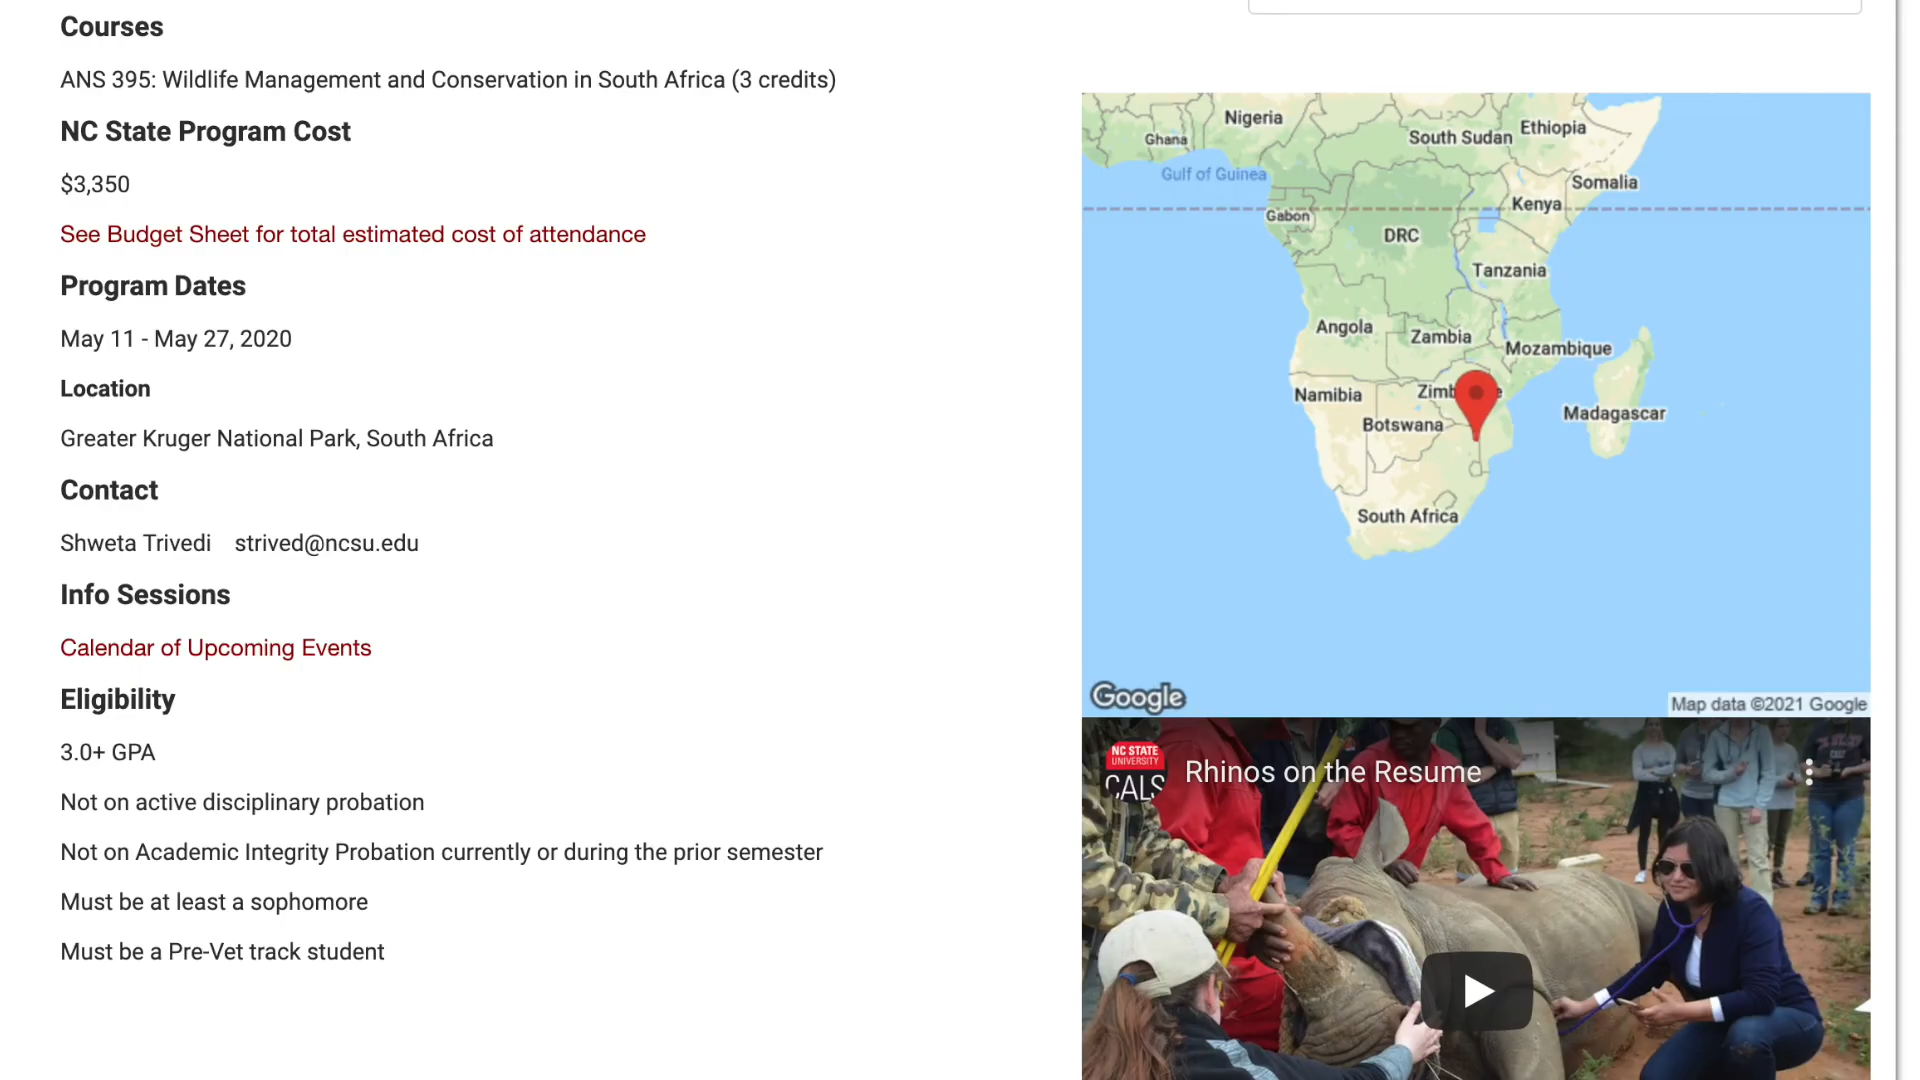 Courses
ANS 395: Wildlife Management and Conservation in South Africa (3 credits)
NC State Program Cost
$3,350
See Budget Sheet for total estimated cost of attendance
Program Dates
May 11 - May 27, 2020
Location
Greater Kruger National Park, South Africa
Contact
Shweta Trivedi strived@ncsu.edu
Info Sessions
Calendar of Upcoming Events
Eligibility
3.0+ GPA
Not on active disciplinary probation
Not on Academic Integrity Probation currently or during the prior semester
Must be at least a sophomore
Must be a Pre-Vet track student
Nigeria
Ghana
South Sudan
Ethiopia
Gulf of Guinea
Somalia
Kenya
Gabon
DRC
Tanzania
Angola
Zambia
Mozambique
Namibia
Botswana
Madagascar
South Africa
Google
Map data ©2021 Google
NC STATE
UNIVERSITY
CALS
Rhinos on the Resume